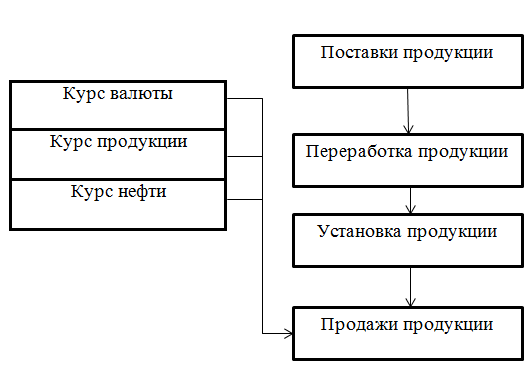 Поставки продукции
Курс валюты
Курс продукции
Курс нефти
Переработка продукции
Установка продукции
Продажи продукции